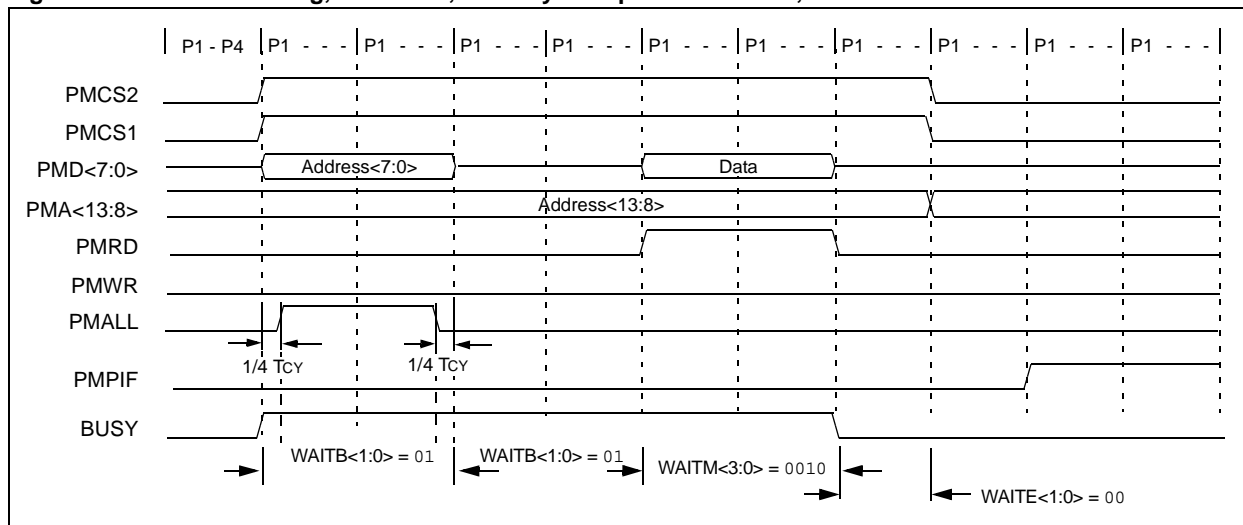 P1 - P4 P1 - - - P1 - - - P1 - - - P1 - - - P1 - - - P1 - - - P1 - - - P1 - - - P1 - - - P1 - - -
PMCS2
PMCS1
PMD<7:0> Address<7:0> Data
PMA<13:8> Address<13:8>
PMRD
PMWR
PMALL
1/4 TCY 1/4 TCY
PMPIF
BUSY
WAITB<1:0> = 01 WAITB<1:0> = 01 WAITM<3:0> = 0010
WAITE<1:0> = 00